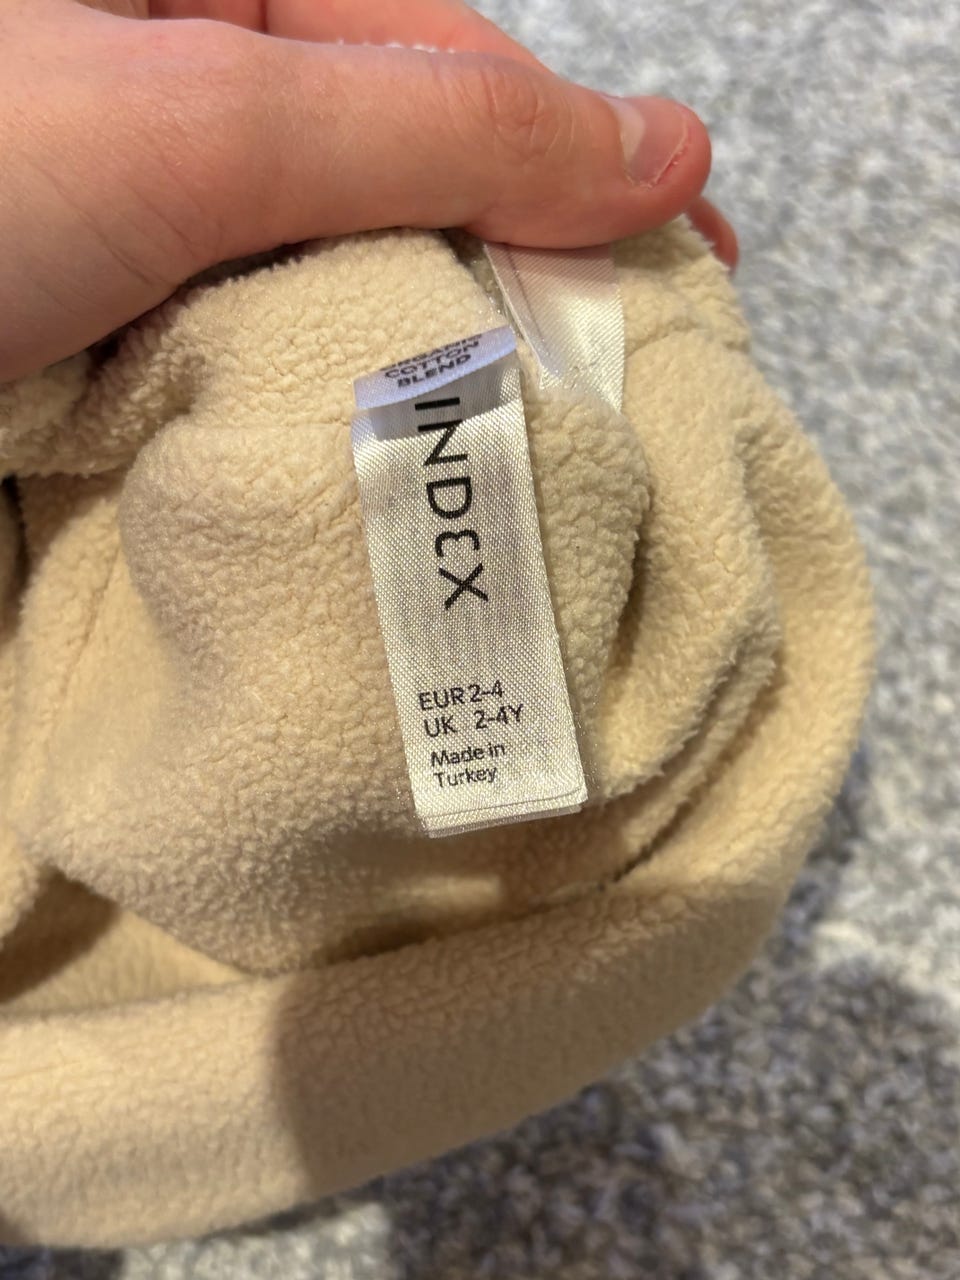 ORGANIC
COTTON
BLEND
INDEX
EUR 2-4
UK 2-4Y
Made in
Turkey